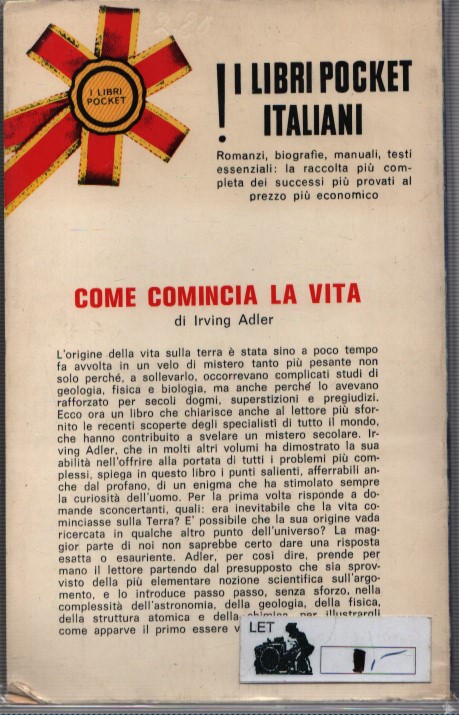 I LIBRI
POCKET
! I LIBRI POCKET
ITALIANI
Romanzi, biografie, manuali, testi
essenziali: la raccolta più com-
pleta dei successi più provati al
prezzo più economico
COME COMINCIA LA VITA
di Irving Adler
L'origine della vita sulla terra è stata sino a poco tempo
fa avvolta in un velo di mistero tanto più pesante non
solo perché, a sollevarlo, occorrevano complicati studi di
geologia, fisica e biologia, ma anche perché lo avevano
rafforzato per secoli dogmi, superstizioni e pregiudizi.
Ecco ora un libro che chiarisce anche al lettore più sfor-
nito le recenti scoperte degli specialisti di tutto il mondo,
che hanno contribuito a svelare un mistero secolare. Ir-
ving Adler, che in molti altri volumi ha dimostrato la sua
abilità nell'offrire alla portata di tutti i problemi più com-
plessi, spiega in questo libro i punti salienti, afferrabili an-
che dal profano, di un enigma che ha stimolato sempre
la curiosità dell'uomo. Per la prima volta risponde a do-
mande sconcertanti, quali: era inevitabile che la vita co-
minciasse sulla Terra? E' possibile che la sua origine vada
ricercata in qualche altro punto dell'universo? La mag-
gior parte di noi non saprebbe certo dare una risposta
esatta o esauriente. Adler, per così dire, prende per
mano il lettore partendo dal presupposto che sia sprov-
visto della più elementare nozione scientifica sull'argo-
mento, e lo introduce passo passo, senza sforzo, nella
complessità dell'astronomia, della geologia, della fisica,
della struttura atomica e della chimica, per illustrargli
come apparve il primo essere
LET